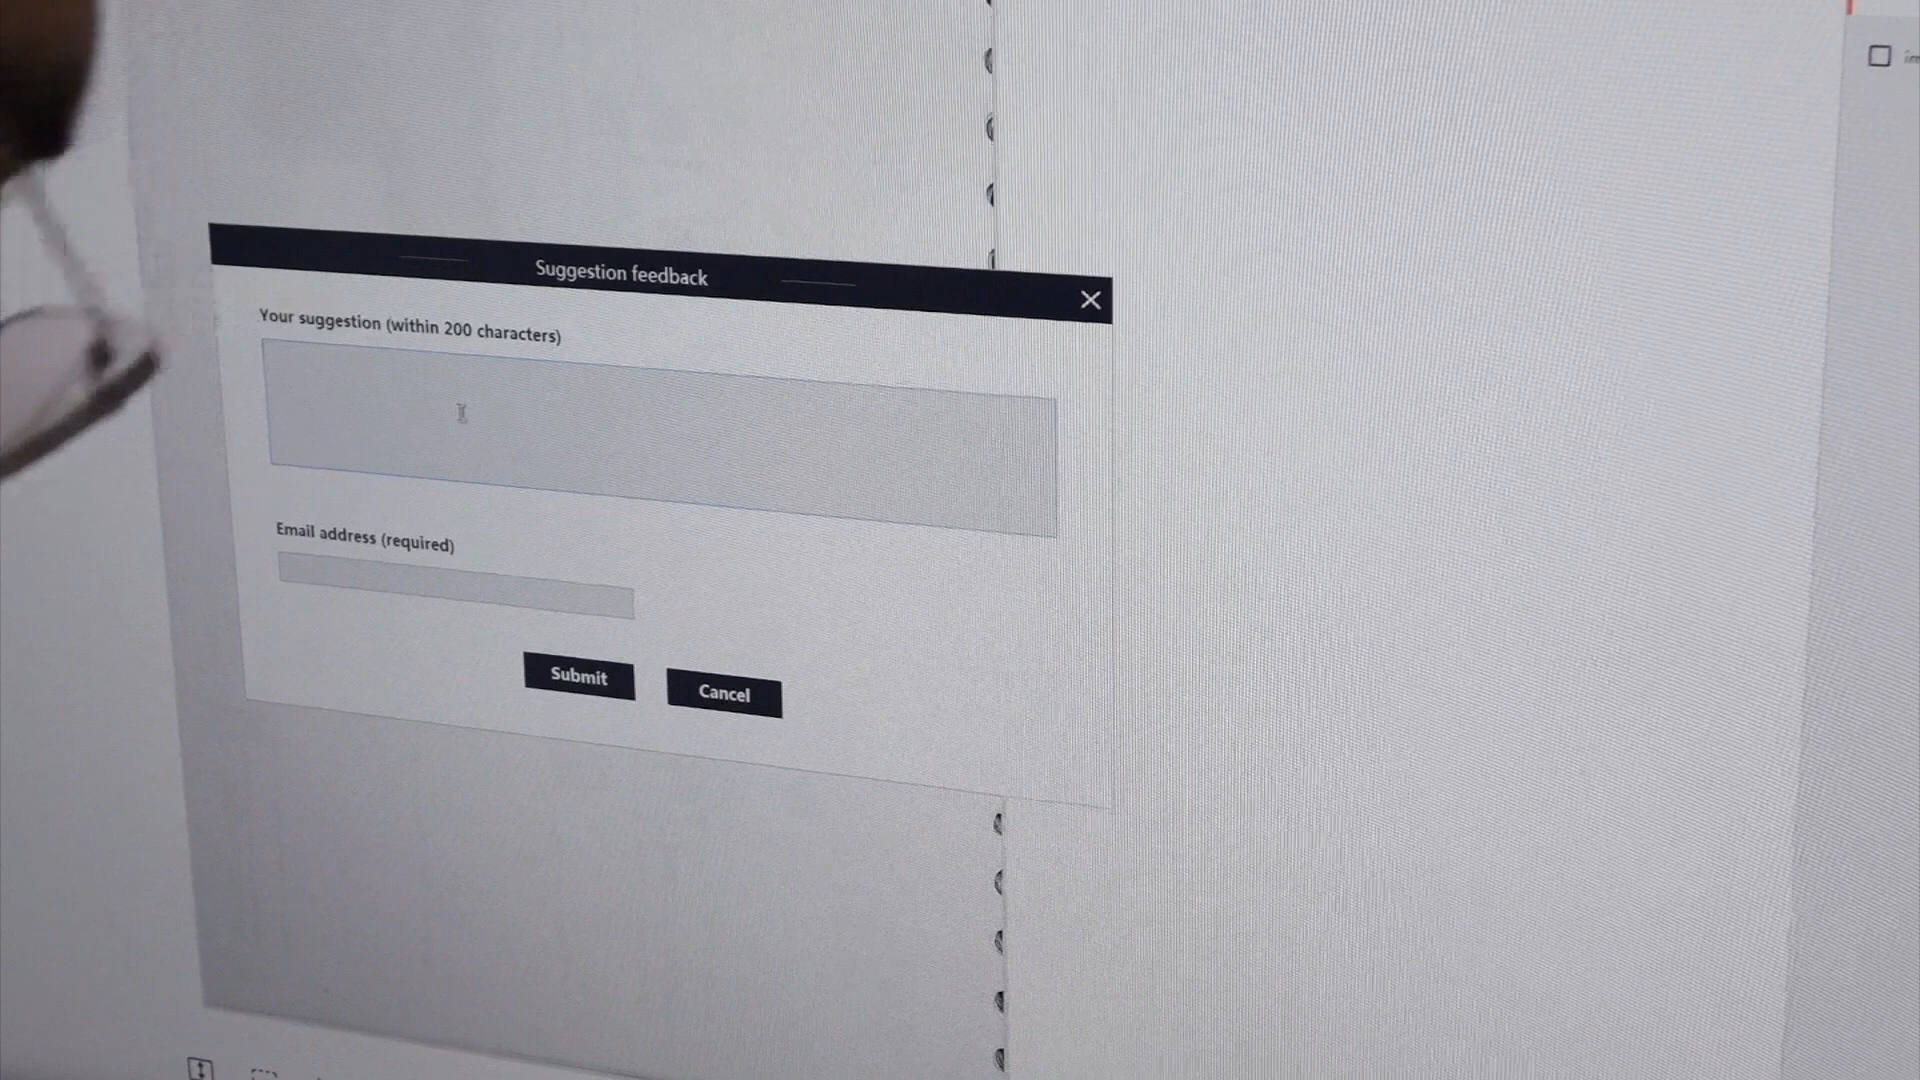 Suggestion feedback
Your suggestion (within 200 characters)
Email address (required)
Submit
Cancel